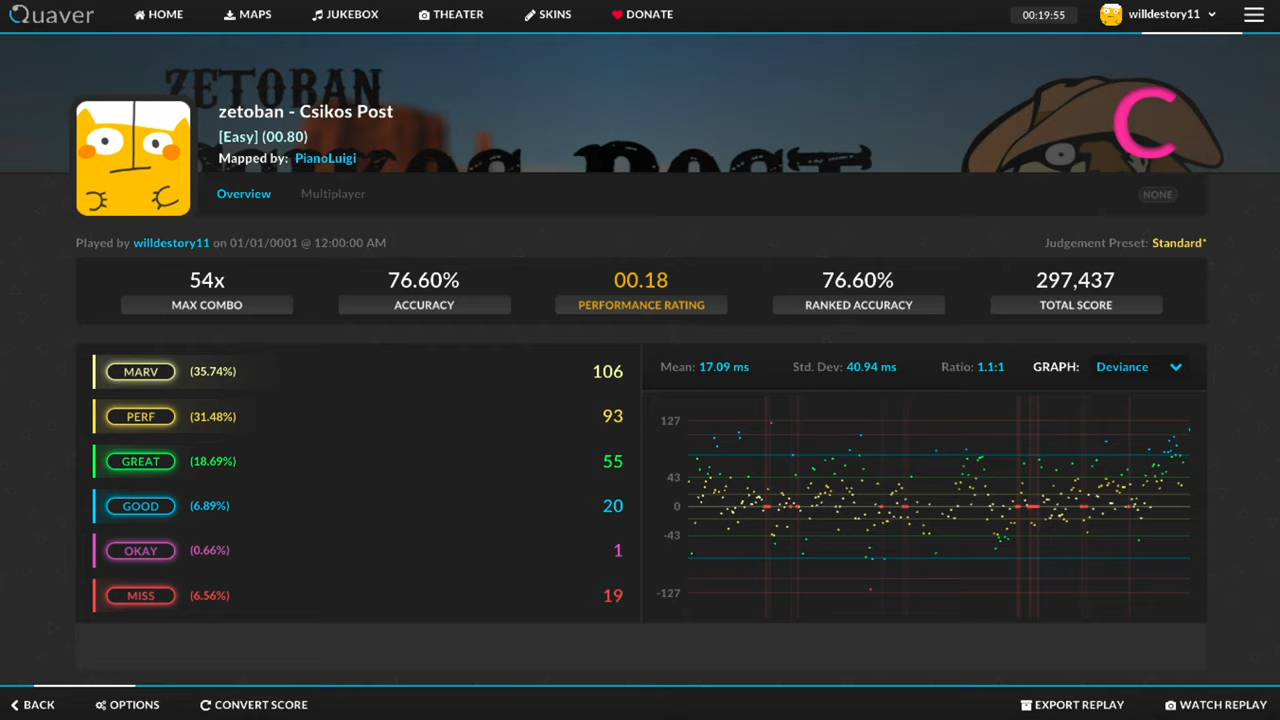 Quaver HOME MAPS JUKEBOX THEATER SKINS DONATE 00:19:55 willdestory11
ZETOBAN
zetoban - Csikos Post
[Easy] (00.80)
Mapped by: PianoLuigi
C
Overview Multiplayer NONE
Played by willdestory11 on 01/01/0001 @ 12:00:00 AM Judgement Preset: Standard*
54x 76.60% 00.18 76.60% 297,437
MAX COMBO ACCURACY PERFORMANCE RATING RANKED ACCURACY TOTAL SCORE
Mean: 17.09 ms Std. Dev: 40.94 ms Ratio: 1.1:1 GRAPH: Deviance
MARV (35.74%) 106
PERF (31.48%) 93
GREAT (18.69%) 55
GOOD (6.89%) 20
OKAY (0.66%) 1
MISS (6.56%) 19
127
43
0
-43
-127
BACK OPTIONS CONVERT SCORE EXPORT REPLAY WATCH REPLAY